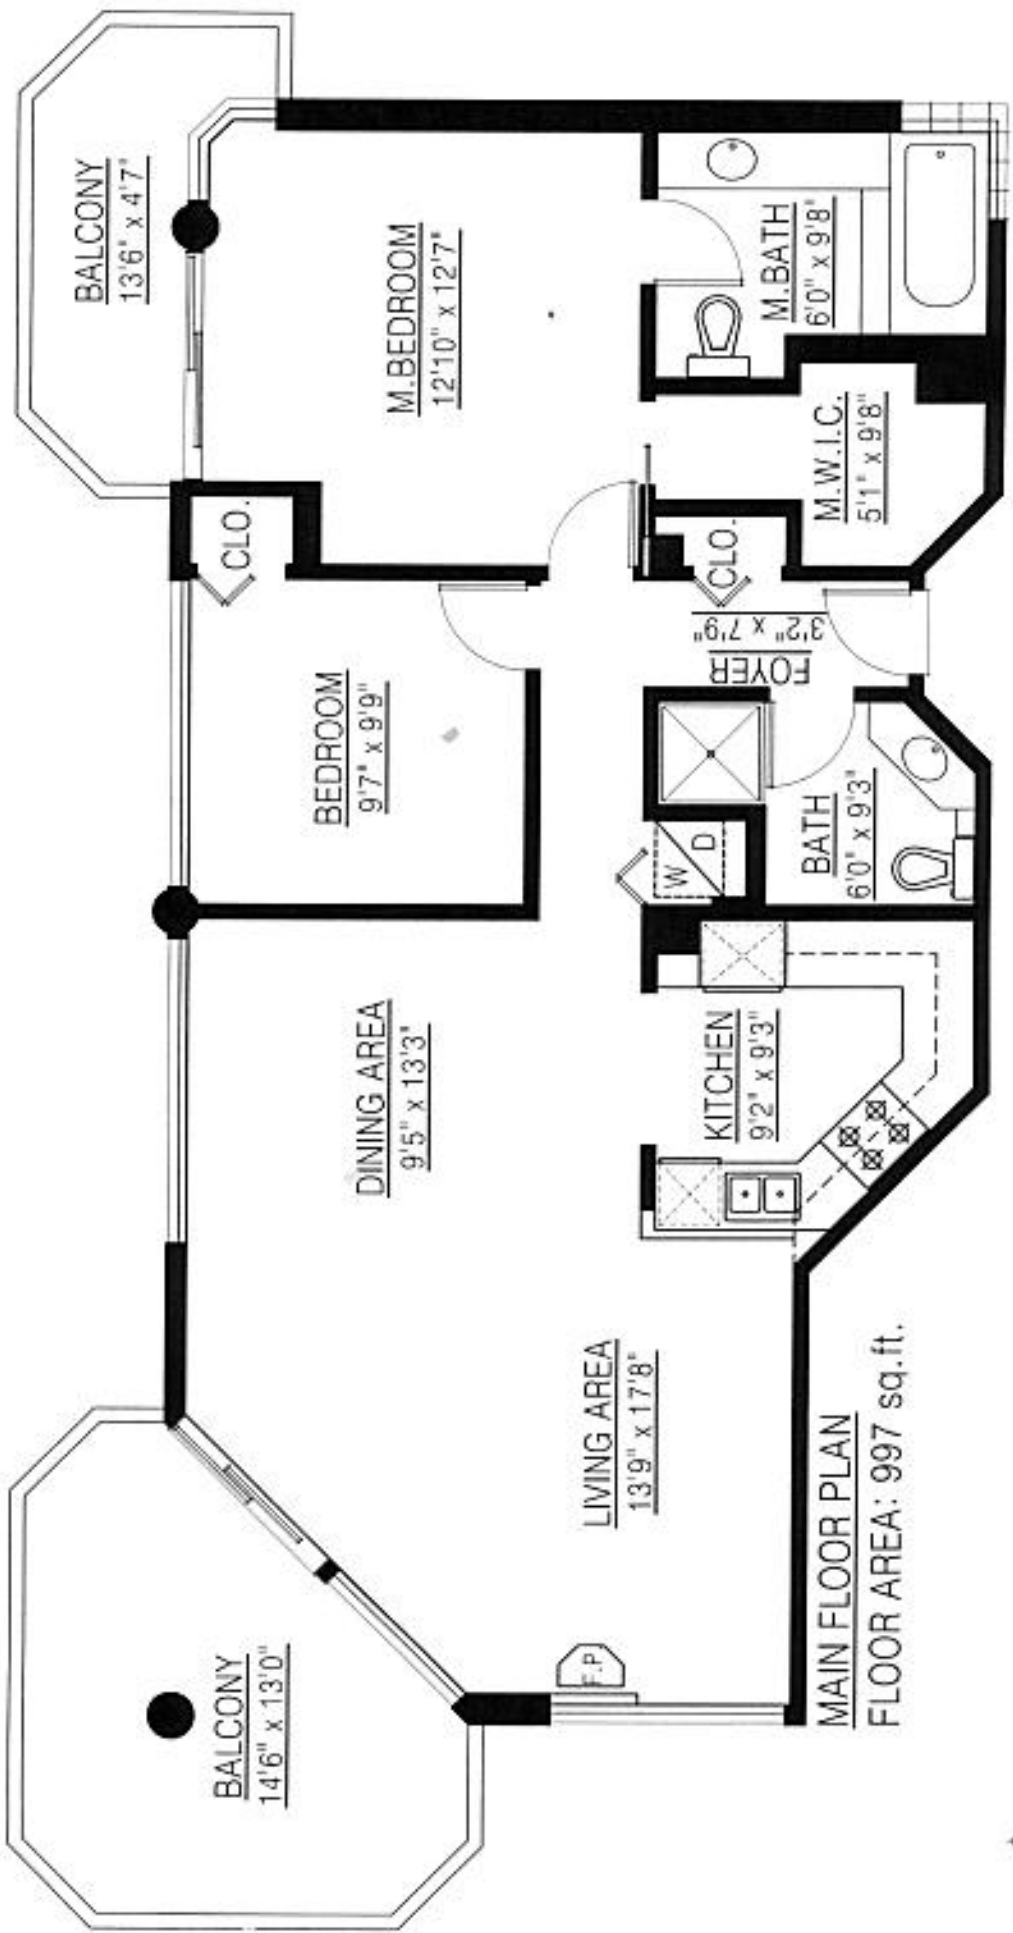 BALCONY
14'6" x 13'0"
DINING AREA
9'5" x 13'3"
BEDROOM
9'7" x 9'9"
CLO.
BALCONY
13'6" x 4'7"
M.BEDROOM
12'10" x 12'7"
LIVING AREA
13'9" x 17'8"
F.P
KITCHEN
9'2" x 9'3"
W
D
BATH
6'0" x 9'3"
FOYER
3'2" x 7'9"
CLO.
M.W.I.C.
5'1" x 9'8"
M.BATH
6'0" x 9'8"
MAIN FLOOR PLAN
FLOOR AREA: 997 sq.ft.